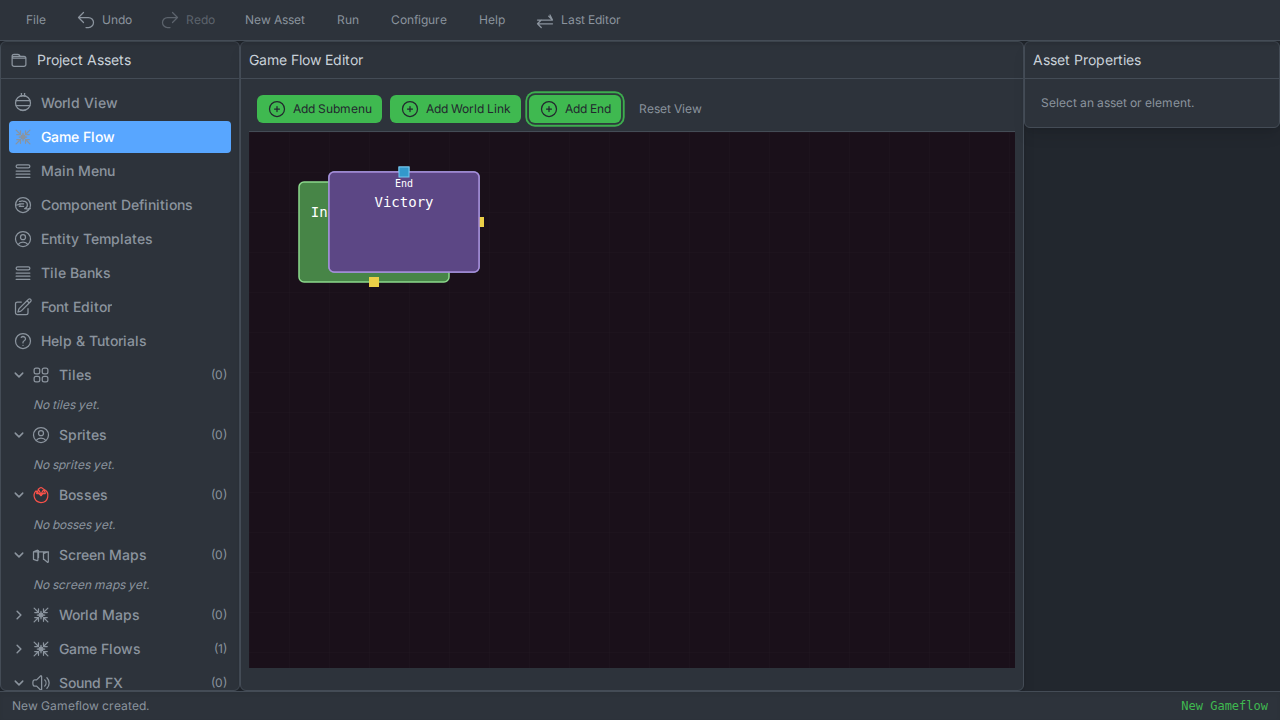 File Undo Redo New Asset Run Configure Help Last Editor
Project Assets
World View
Game Flow
Main Menu
Component Definitions
Entity Templates
Tile Banks
Font Editor
Help & Tutorials
Tiles (0)
No tiles yet.
Sprites (0)
No sprites yet.
Bosses (0)
No bosses yet.
Screen Maps (0)
No screen maps yet.
World Maps (0)
Game Flows (1)
Sound FX (0)
Game Flow Editor
Add Submenu Add World Link Add End Reset View
End
Victory
In
Asset Properties
Select an asset or element.
New Gameflow created.
New Gameflow